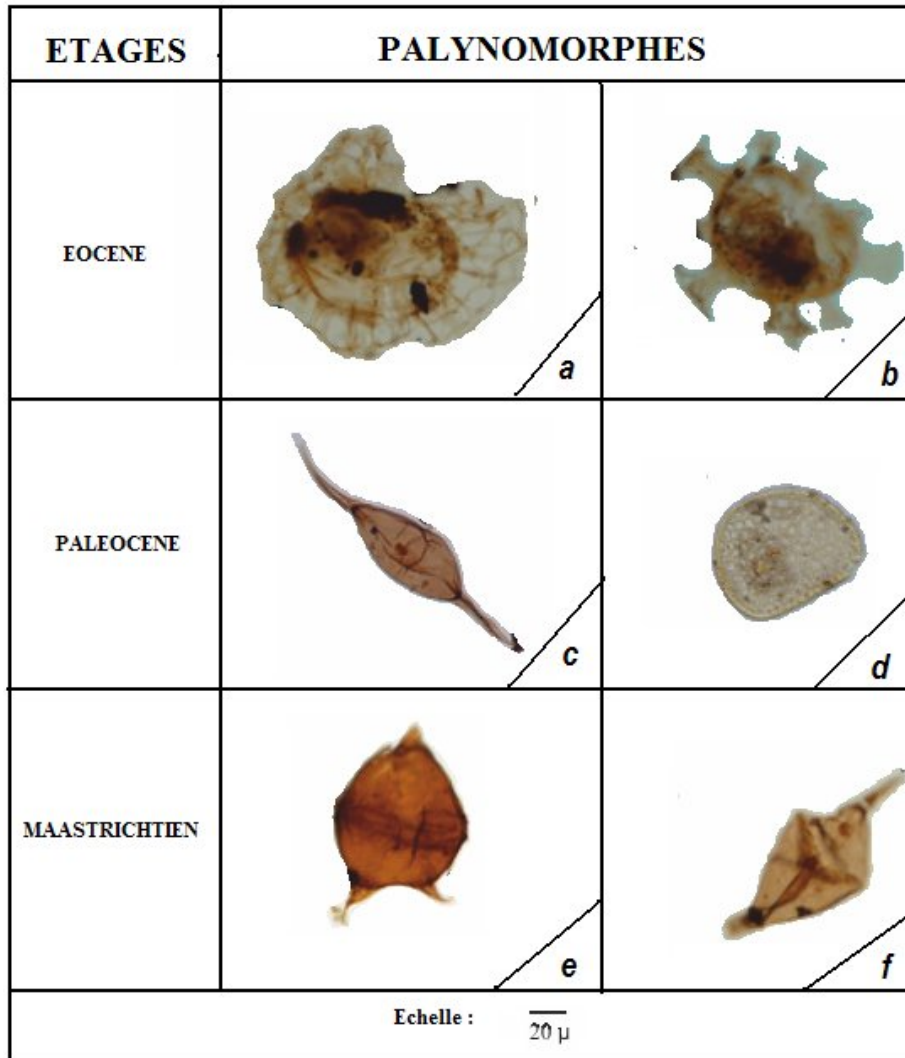 ETAGES
PALYNOMORPHES
EOCENE
a
b
PALEOCENE
c
d
MAASTRICHTIEN
e
f
Echelle :
20 µ